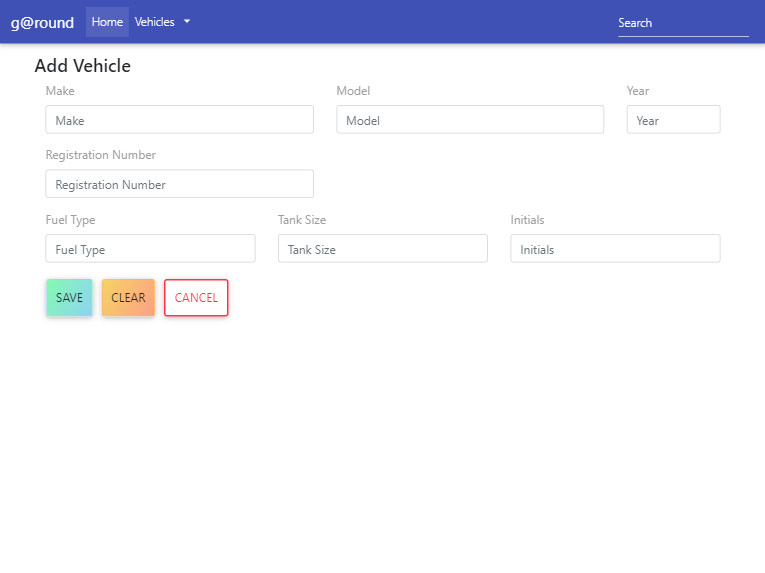 g@round Home Vehicles Search
Add Vehicle
Make Model Year
Make Model Year
Registration Number
Registration Number
Fuel Type Tank Size Initials
Fuel Type Tank Size Initials
SAVE CLEAR CANCEL